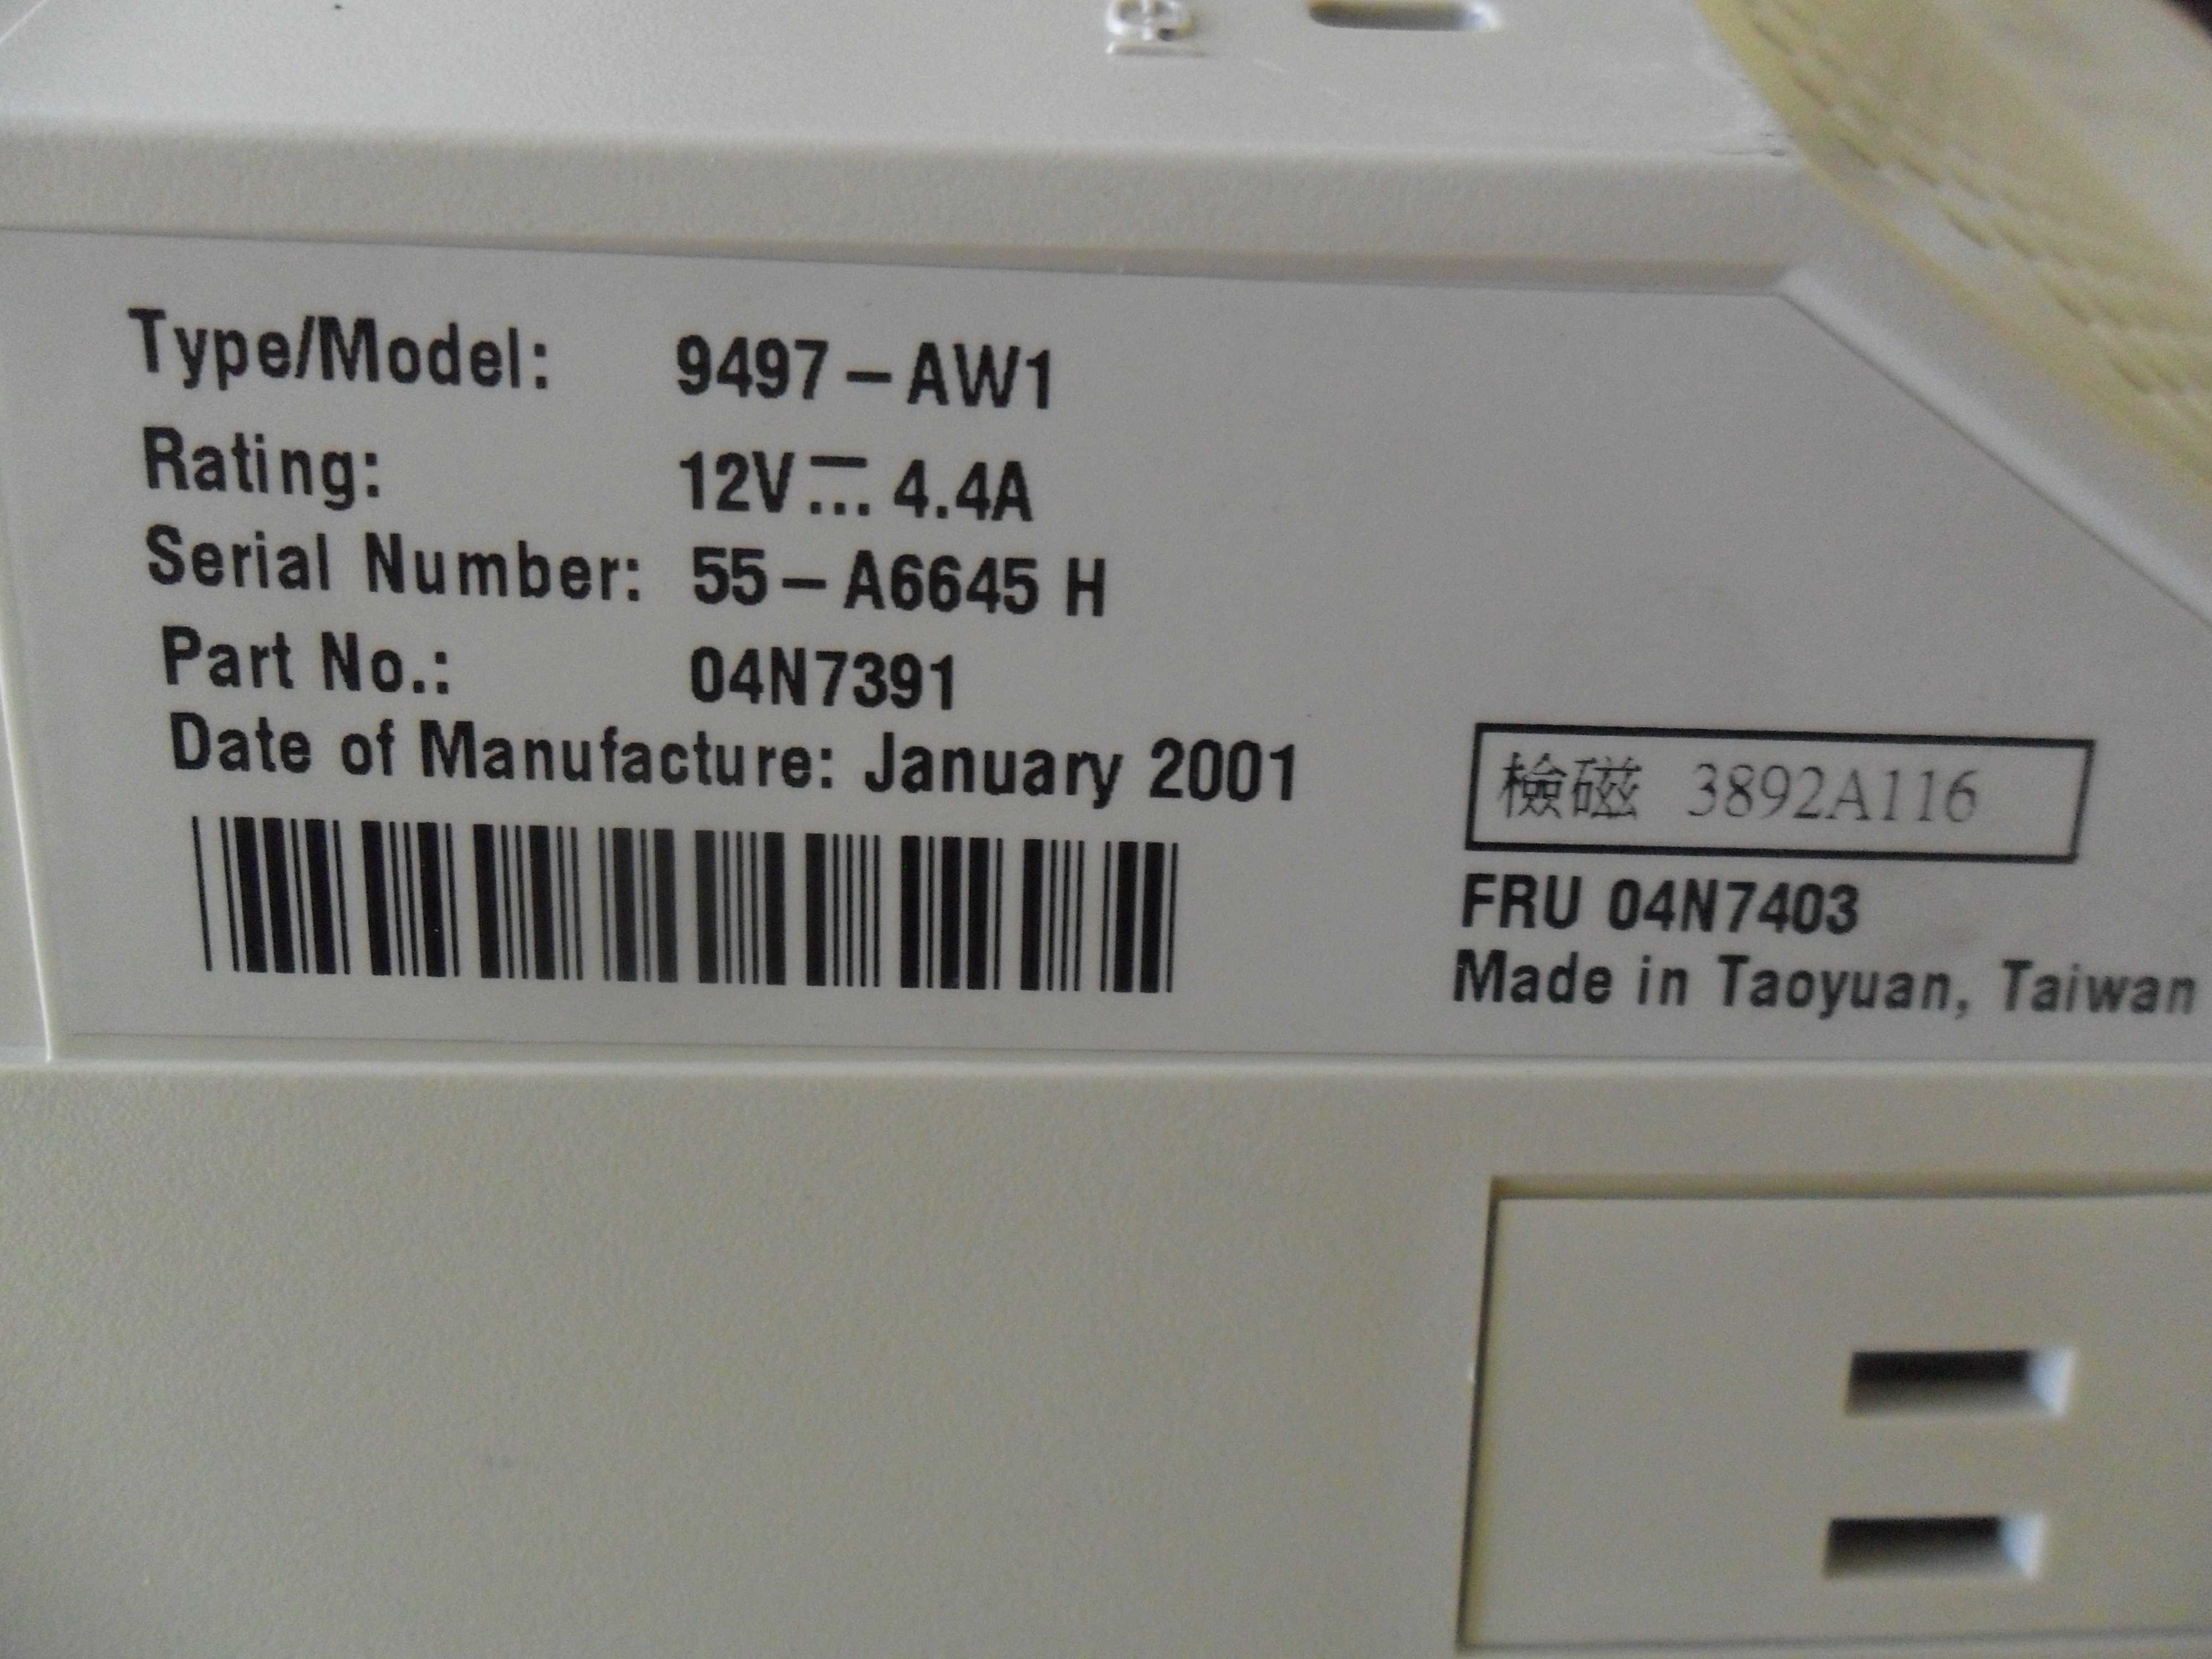 Type/Model: 9497-AW1
Rating: 12V⎓4.4A
Serial Number: 55-A6645 H
Part No.: 04N7391
Date of Manufacture: January 2001
檢磁 3892A116
FRU 04N7403
Made in Taoyuan, Taiwan